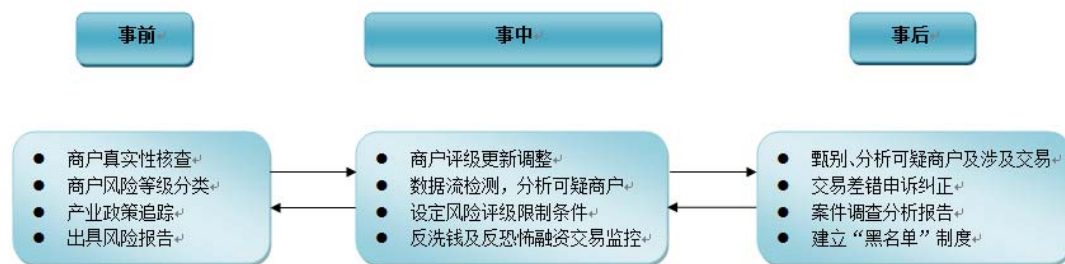 事前
事中
事后
● 商户真实性核查
● 商户风险等级分类
● 产业政策追踪
● 出具风险报告
● 商户评级更新调整
● 数据流检测，分析可疑商户
● 设定风险评级限制条件
● 反洗钱及反恐怖融资交易监控
● 甄别、分析可疑商户及涉及交易
● 交易差错申诉纠正
● 案件调查分析报告
● 建立“黑名单”制度